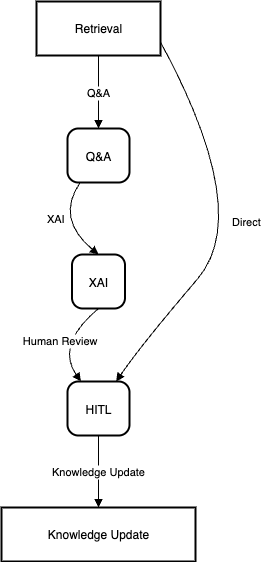 Retrieval
Q&A
Q&A
XAI
Direct
XAI
Human Review
HITL
Knowledge Update
Knowledge Update